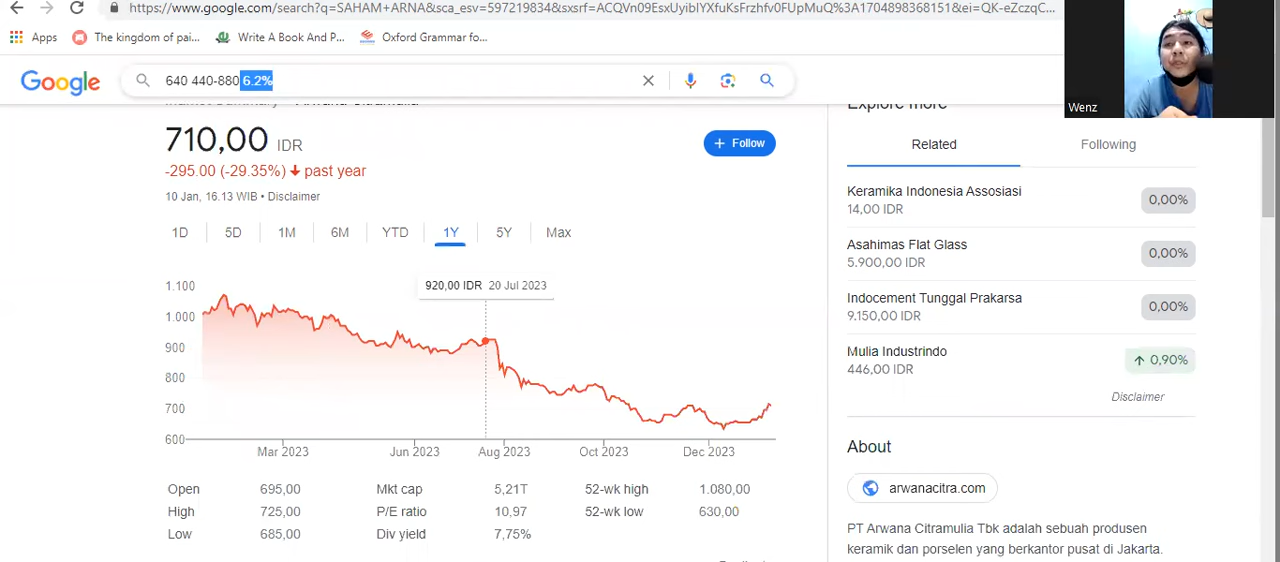 https://www.google.com/search?q=SAHAM+ARNA&sca_esv=597219834&sxsrf=ACQVn09EsxUyibIYXfuKsFrzhfv0FUpMuQ%3A1704898368151&ei=QK-eZczqC...
Apps
The kingdom of pai...
Write A Book And P...
Oxford Grammar fo...
Google
640 440-880 6.2%
Wenz
710,00 IDR
Follow
-295.00 (-29.35%) past year
10 Jan, 16.13 WIB • Disclaimer
1D 5D 1M 6M YTD 1Y 5Y Max
920,00 IDR 20 Jul 2023
1.100
1.000
900
800
700
600
Mar 2023 Jun 2023 Aug 2023 Oct 2023 Dec 2023
Open 695,00 Mkt cap 5,21T 52-wk high 1.080,00
High 725,00 P/E ratio 10,97 52-wk low 630,00
Low 685,00 Div yield 7,75%
Explore more
Related Following
Keramika Indonesia Assosiasi
14,00 IDR
0,00%
Asahimas Flat Glass
5.900,00 IDR
0,00%
Indocement Tunggal Prakarsa
9.150,00 IDR
0,00%
Mulia Industrindo
446,00 IDR
0,90%
Disclaimer
About
arwanacitra.com
PT Arwana Citramulia Tbk adalah sebuah produsen
keramik dan porselen yang berkantor pusat di Jakarta.